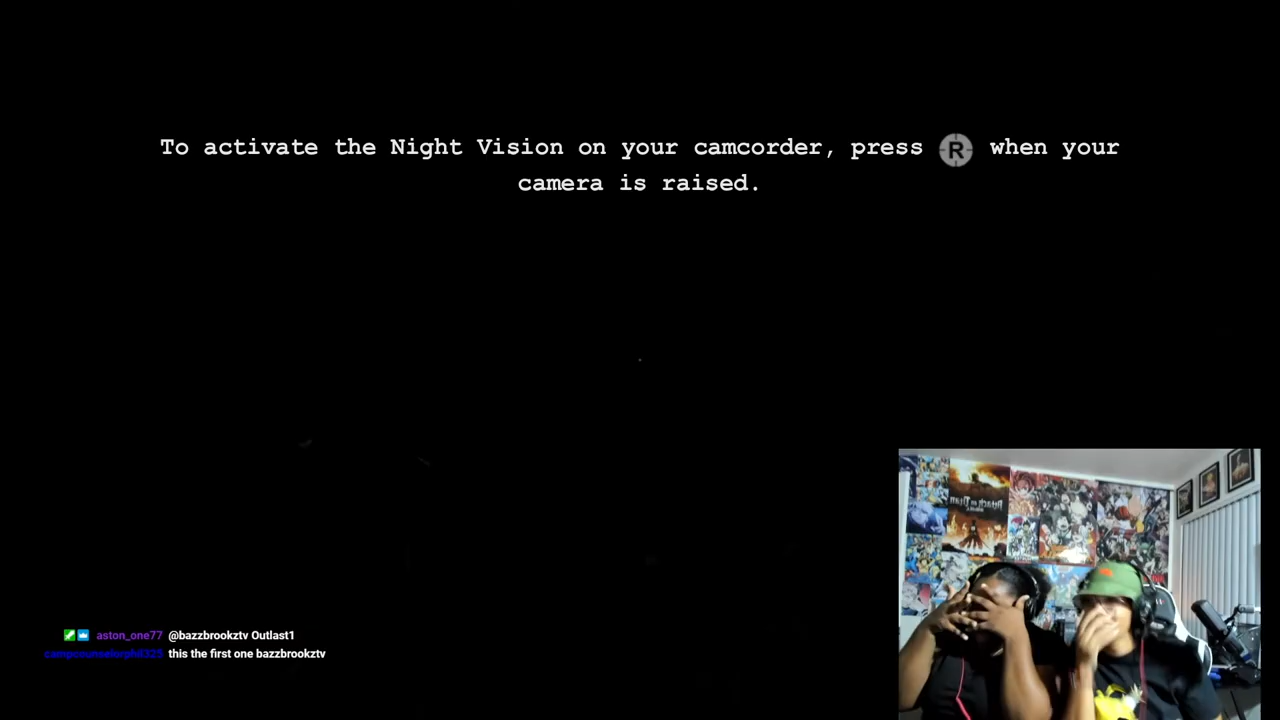 To activate the Night Vision on your camcorder, press R when your
camera is raised.
aston_one77 @bazzbrookztv Outlast1
campcounselorphil325 this the first one bazzbrookztv